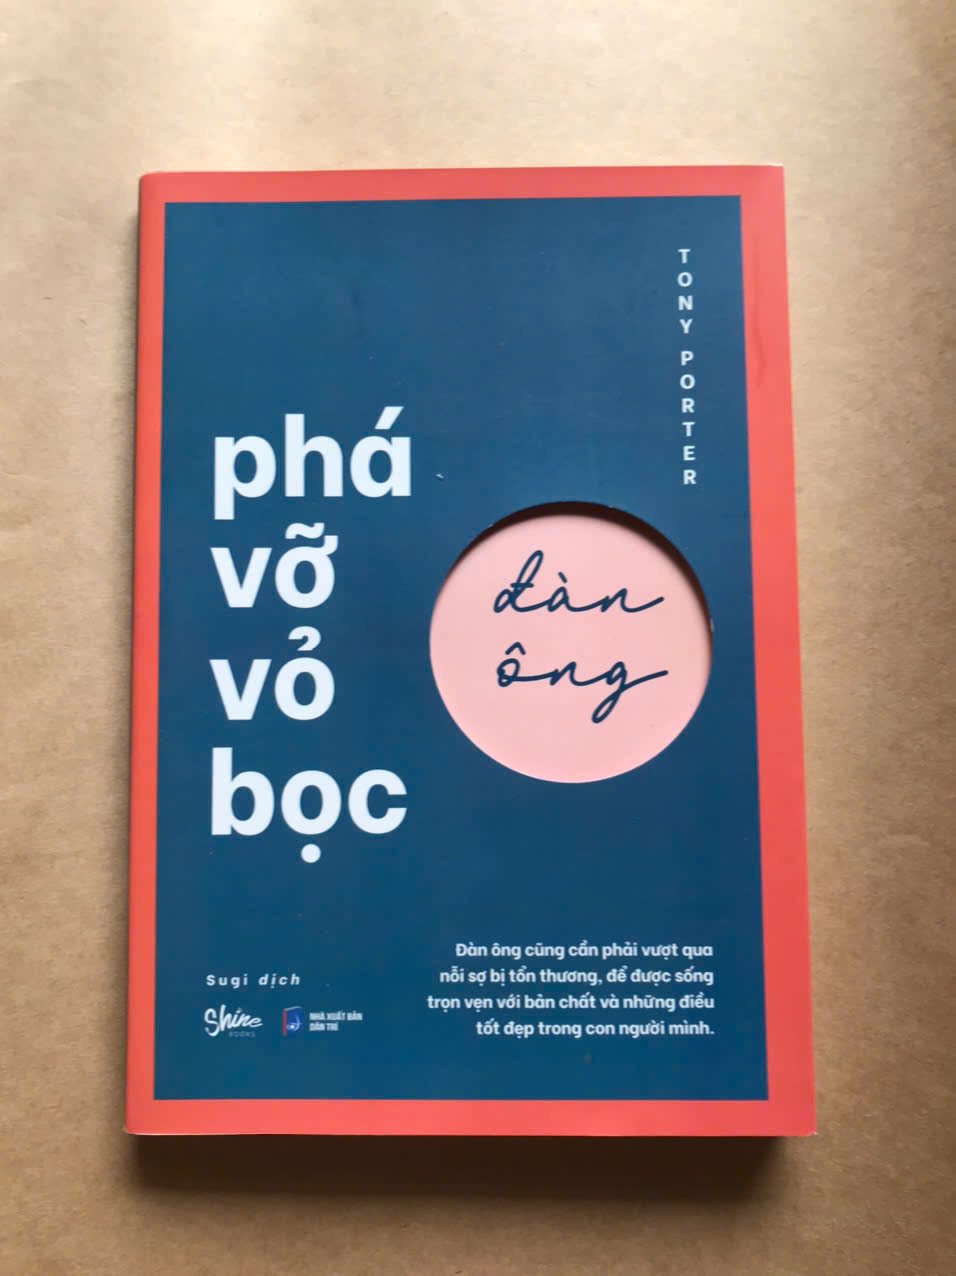 TONY PORTER
phá
vỡ
vỏ
bọc
đàn
ông
Đàn ông cũng cần phải vượt qua
nỗi sợ bị tổn thương, để được sống
trọn vẹn với bản chất và những điều
tốt đẹp trong con người mình.
Sugi dịch
Shine
BOOKS
NHÀ XUẤT BẢN
DÂN TRÍ